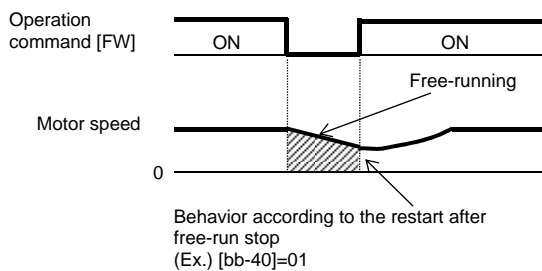 Operation
command [FW]
ON
ON
Free-running
Motor speed
0
Behavior according to the restart after
free-run stop
(Ex.) [bb-40]=01